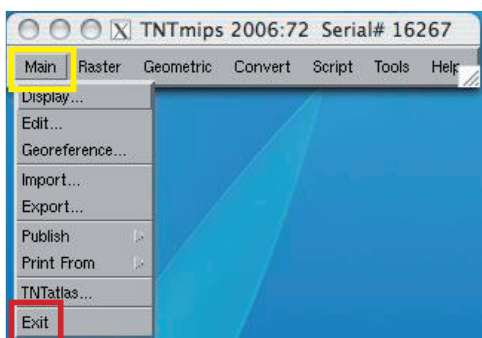 X TNTmips 2006:72 Serial# 16267
Main Raster Geometric Convert Script Tools Help
Display...
Edit...
Georeference...
Import...
Export...
Publish
Print From
TNTatlas...
Exit